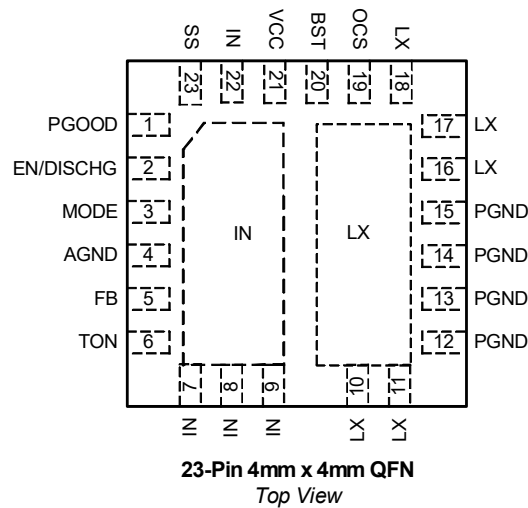 SS IN VCC BST OCS LX
23 22 21 20 19 18
PGOOD 1 17 LX
EN/DISCHG 2 16 LX
MODE 3 15 PGND
IN LX
AGND 4 14 PGND
FB 5 13 PGND
TON 6 12 PGND
7 8 9 10 11
IN IN IN LX LX
23-Pin 4mm x 4mm QFN
Top View